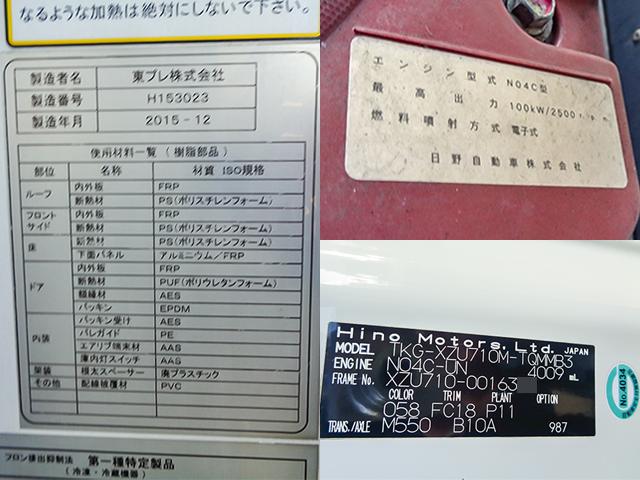 なるような加熱は絶対にしないで下さい。
製造者名 東プレ株式会社
製造番号 H153023
製造年月 2015-12
使用材料一覧（樹脂部品）
部位 名称 材質 ISO規格
ルーフ 内外板 FRP
断熱材 PS(ポリスチレンフォーム)
フロント サイド 内外板 FRP
断熱材 PS(ポリスチレンフォーム)
床 断熱材 PS(ポリスチレンフォーム)
下面パネル アルミニウム/FRP
ドア 内外板 FRP
断熱材 PUF(ポリウレタンフォーム)
額縁材 AES
パッキン EPDM
内装 パッキン受け AES
パレガイド PE
エアリブ端末材 AAS
庫内灯スイッチ AAS
架装 根太スペーサー 廃プラスチック
その他 配線被覆材 PVC
フロン排出抑制法 第一種特定製品
(冷凍・冷蔵機器)
エンジン型式 N04C型
最高出力 100kW/2500rpm
燃料噴射方式 電子式
日野自動車株式会社
Hino Motors, Ltd. JAPAN
MODEL TKG-XZU710M-TQMMB3
ENGINE N04C-UN 4009 mL
FRAME No. XZU710-00163
COLOR TRIM PLANT OPTION
058 FC18 P11
TRANS./AXLE M550 B10A 987
No.4034